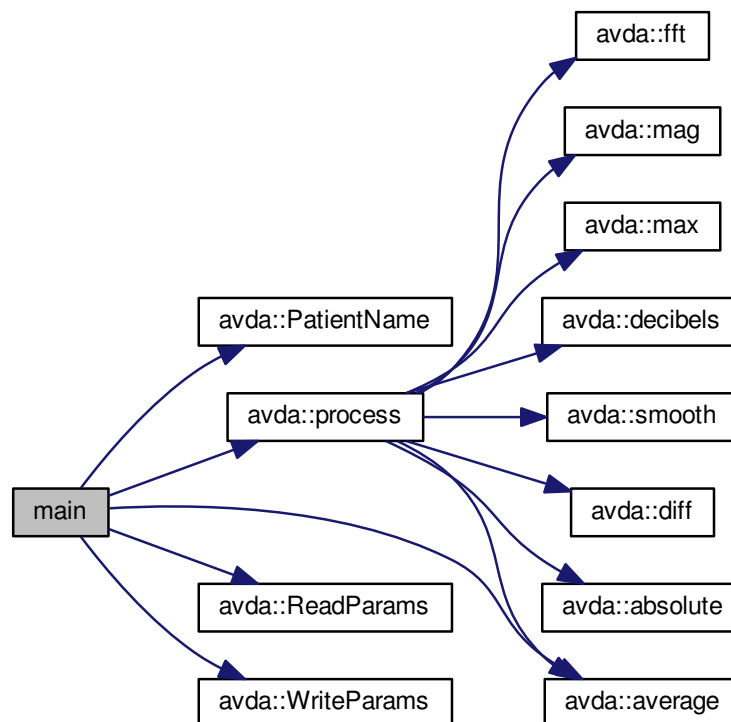 avda::fft
avda::mag
avda::max
avda::PatientName
avda::decibels
avda::process
avda::smooth
main
avda::diff
avda::ReadParams
avda::absolute
avda::WriteParams
avda::average